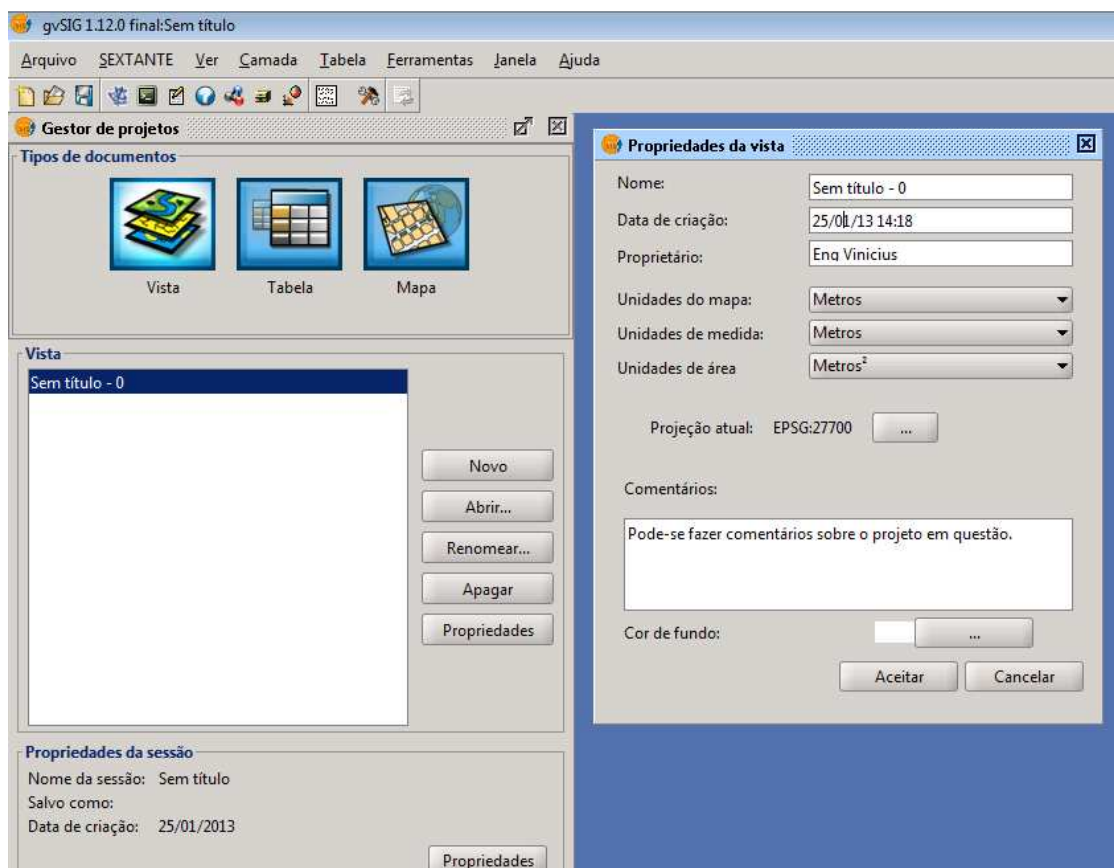 gvSIG 1.12.0 final:Sem título
Arquivo SEXTANTE Ver Camada Tabela Ferramentas Janela Ajuda
Gestor de projetos
Tipos de documentos
Vista Tabela Mapa
Vista
Sem título - 0
Novo
Abrir...
Renomear...
Apagar
Propriedades
Propriedades da sessão
Nome da sessão: Sem título
Salvo como:
Data de criação: 25/01/2013
Propriedades
Propriedades da vista
Nome: Sem título - 0
Data de criação: 25/01/13 14:18
Proprietário: Eng Vinicius
Unidades do mapa: Metros
Unidades de medida: Metros
Unidades de área Metros²
Projeção atual: EPSG:27700 ...
Comentários:
Pode-se fazer comentários sobre o projeto em questão.
Cor de fundo: ...
Aceitar Cancelar